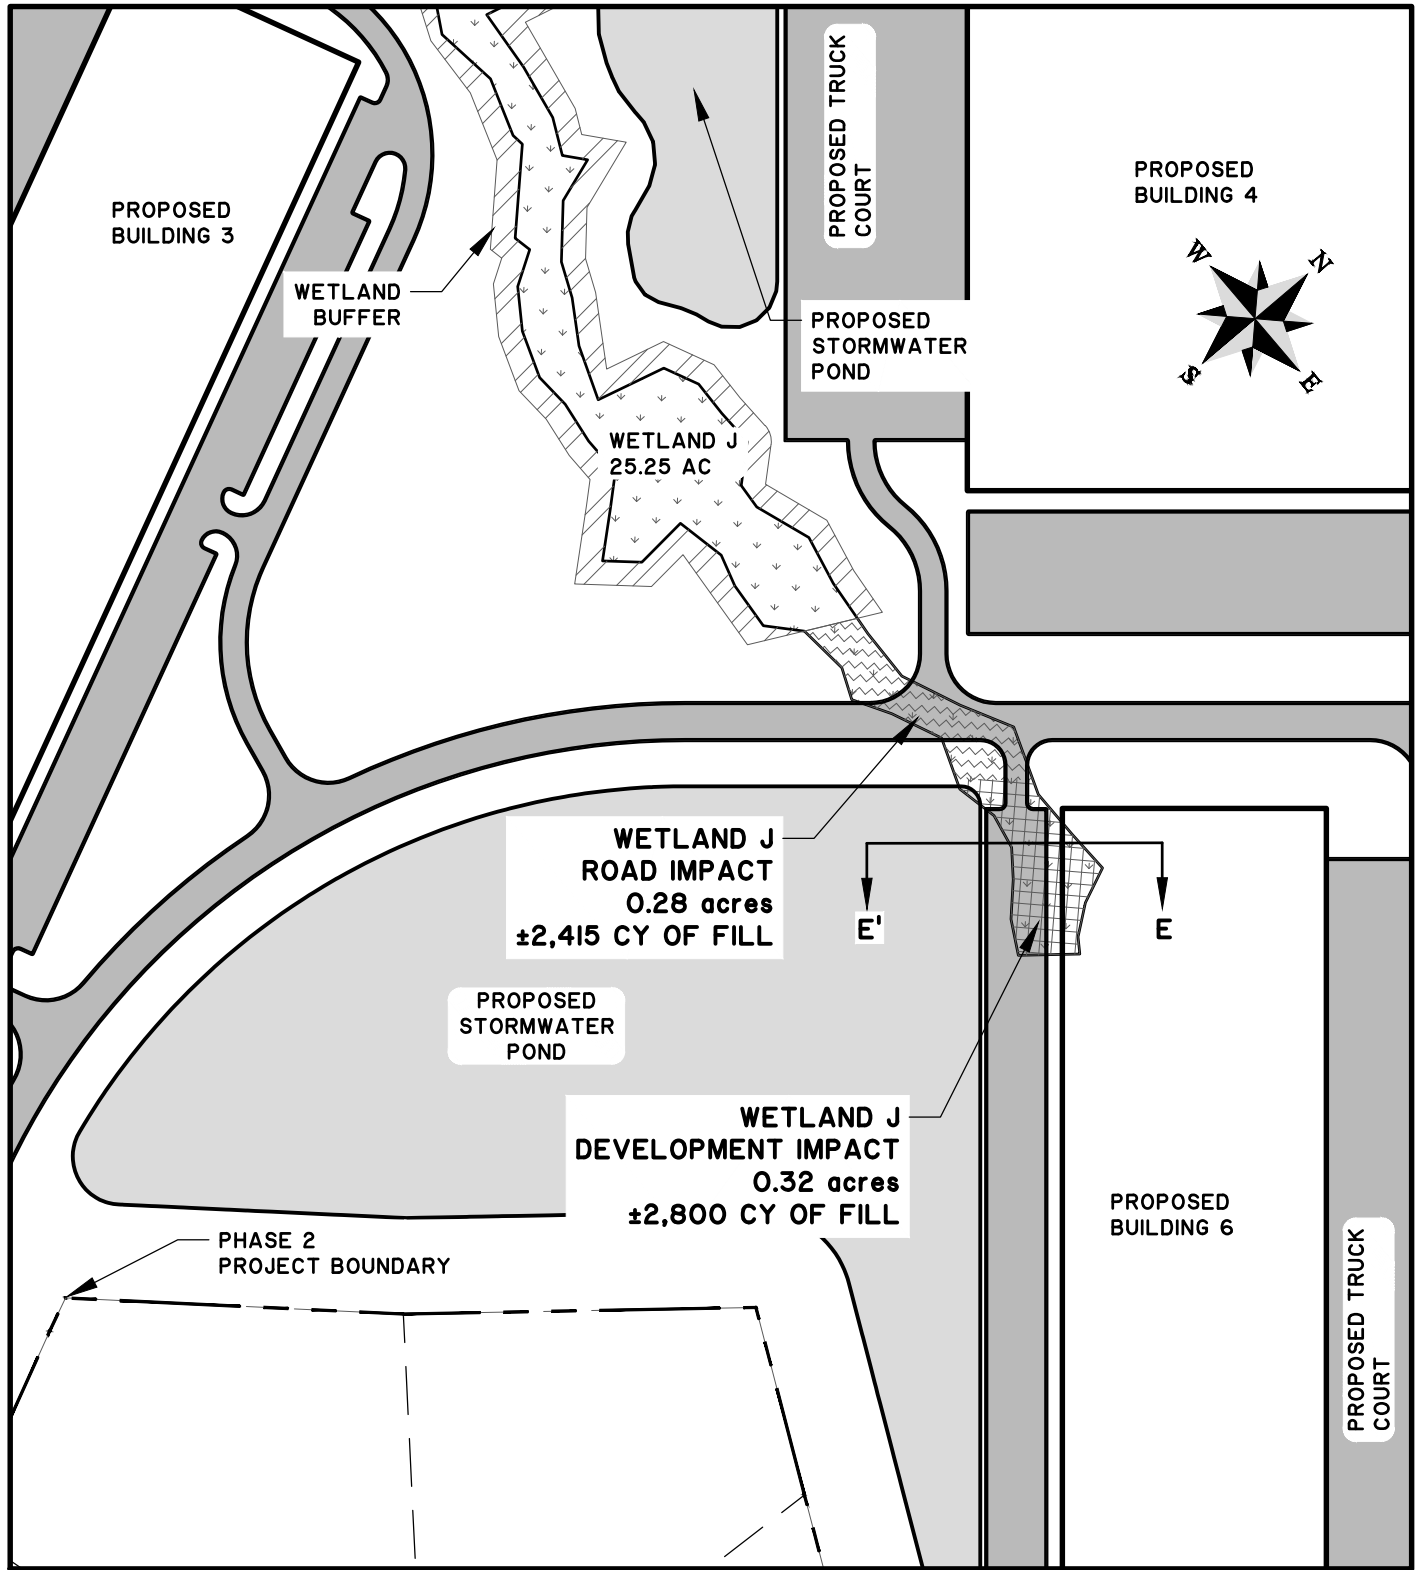 PROPOSED TRUCK
COURT
PROPOSED
BUILDING 4
PROPOSED
BUILDING 3
W
N
S
E
WETLAND
BUFFER
PROPOSED
STORMWATER
POND
WETLAND J
25.25 AC
WETLAND J
ROAD IMPACT
0.28 acres
±2,415 CY OF FILL
E'
E
PROPOSED
STORMWATER
POND
WETLAND J
DEVELOPMENT IMPACT
0.32 acres
±2,800 CY OF FILL
PROPOSED
BUILDING 6
PHASE 2
PROJECT BOUNDARY
PROPOSED TRUCK
COURT